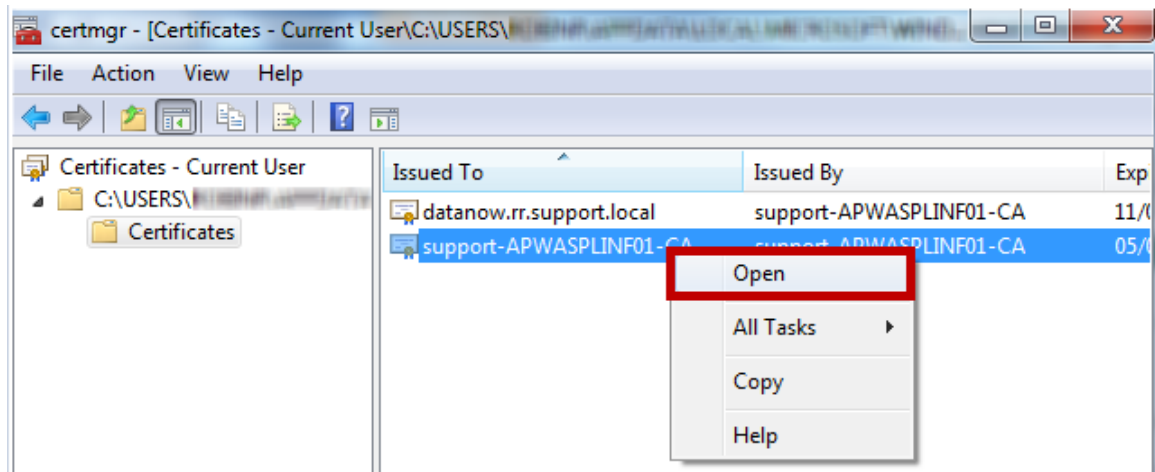 certmgr - [Certificates - Current User\C:\USERS\
File Action View Help
Certificates - Current User
C:\USERS\
Certificates
Issued To Issued By Exp
datanow.rr.support.local support-APWASPLINF01-CA 11/0
support-APWASPLINF01-CA support-APWASPLINF01-CA 05/0
Open
All Tasks
Copy
Help